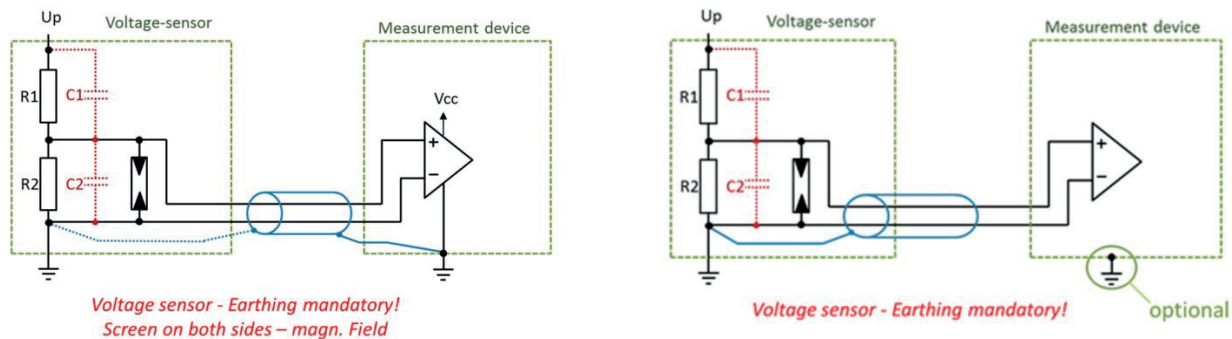 Up
Voltage-sensor
Measurement device
R1
C1
Vcc
+
−
R2
C2
Voltage sensor - Earthing mandatory!
Screen on both sides – magn. Field
Up
Voltage-sensor
Measurement device
R1
C1
+
−
R2
C2
Voltage sensor - Earthing mandatory!
optional